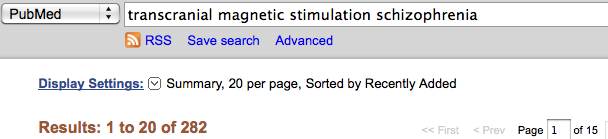 PubMed transcranial magnetic stimulation schizophrenia
RSS Save search Advanced
Display Settings: Summary, 20 per page, Sorted by Recently Added
Results: 1 to 20 of 282 << First < Prev Page 1 of 15